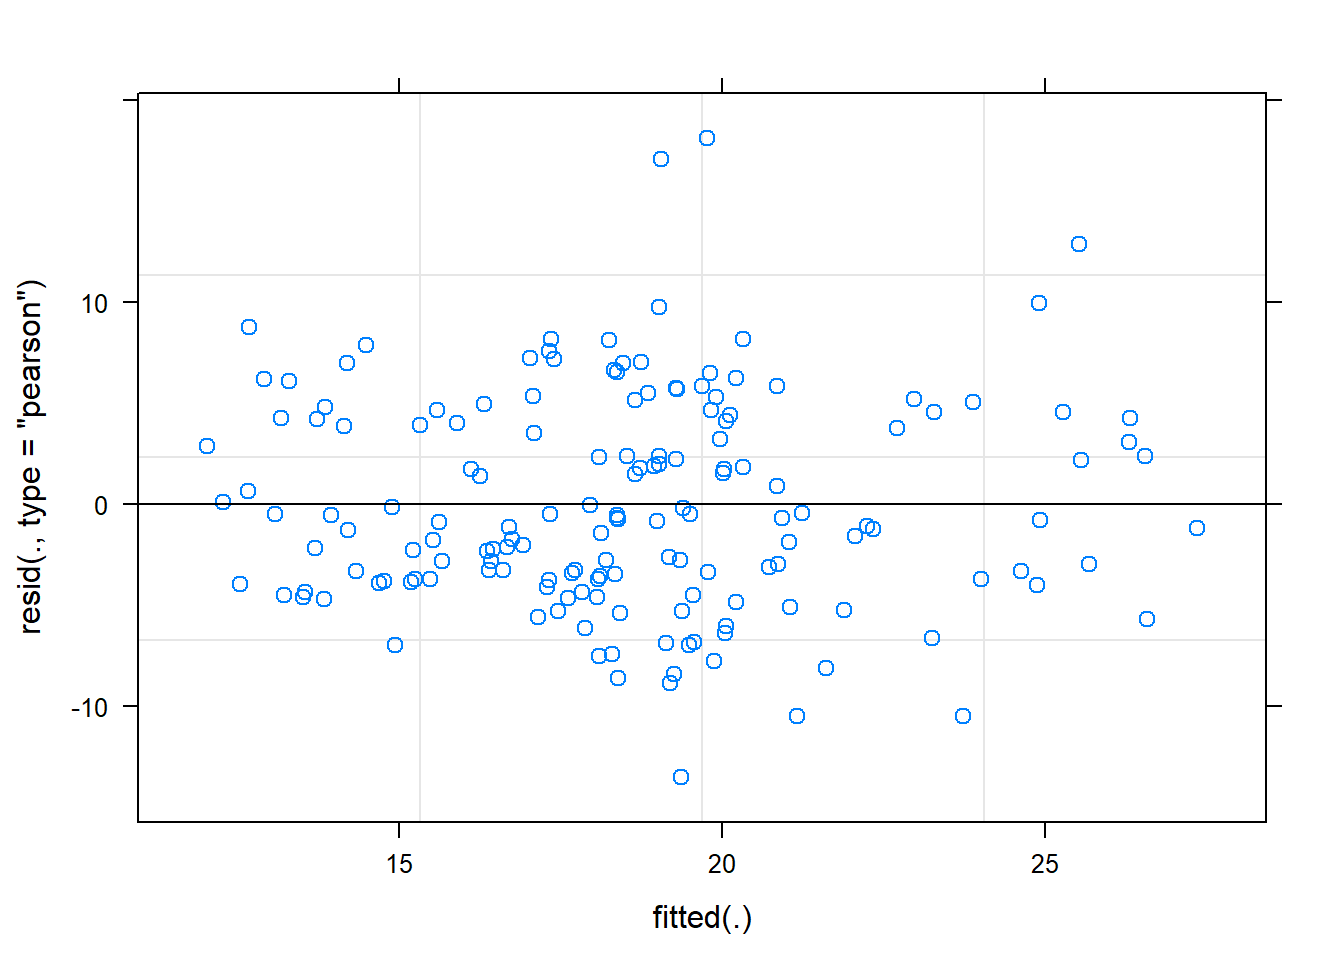 resid(., type = "pearson")
10
0
-10
15 20 25
fitted(.)